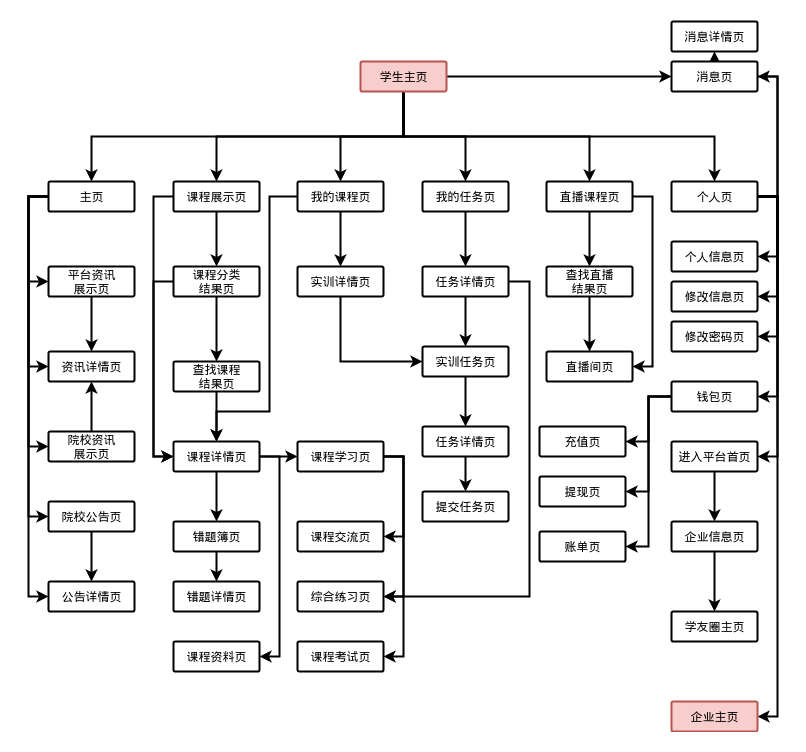 消息详情页
学生主页
消息页
主页
课程展示页
我的课程页
我的任务页
直播课程页
个人页
平台资讯
展示页
课程分类
结果页
实训详情页
任务详情页
查找直播
结果页
个人信息页
修改信息页
修改密码页
资讯详情页
查找课程
结果页
实训任务页
直播间页
钱包页
院校资讯
展示页
课程详情页
课程学习页
任务详情页
充值页
进入平台首页
提现页
院校公告页
错题簿页
课程交流页
提交任务页
账单页
企业信息页
公告详情页
错题详情页
综合练习页
学友圈主页
课程资料页
课程考试页
企业主页